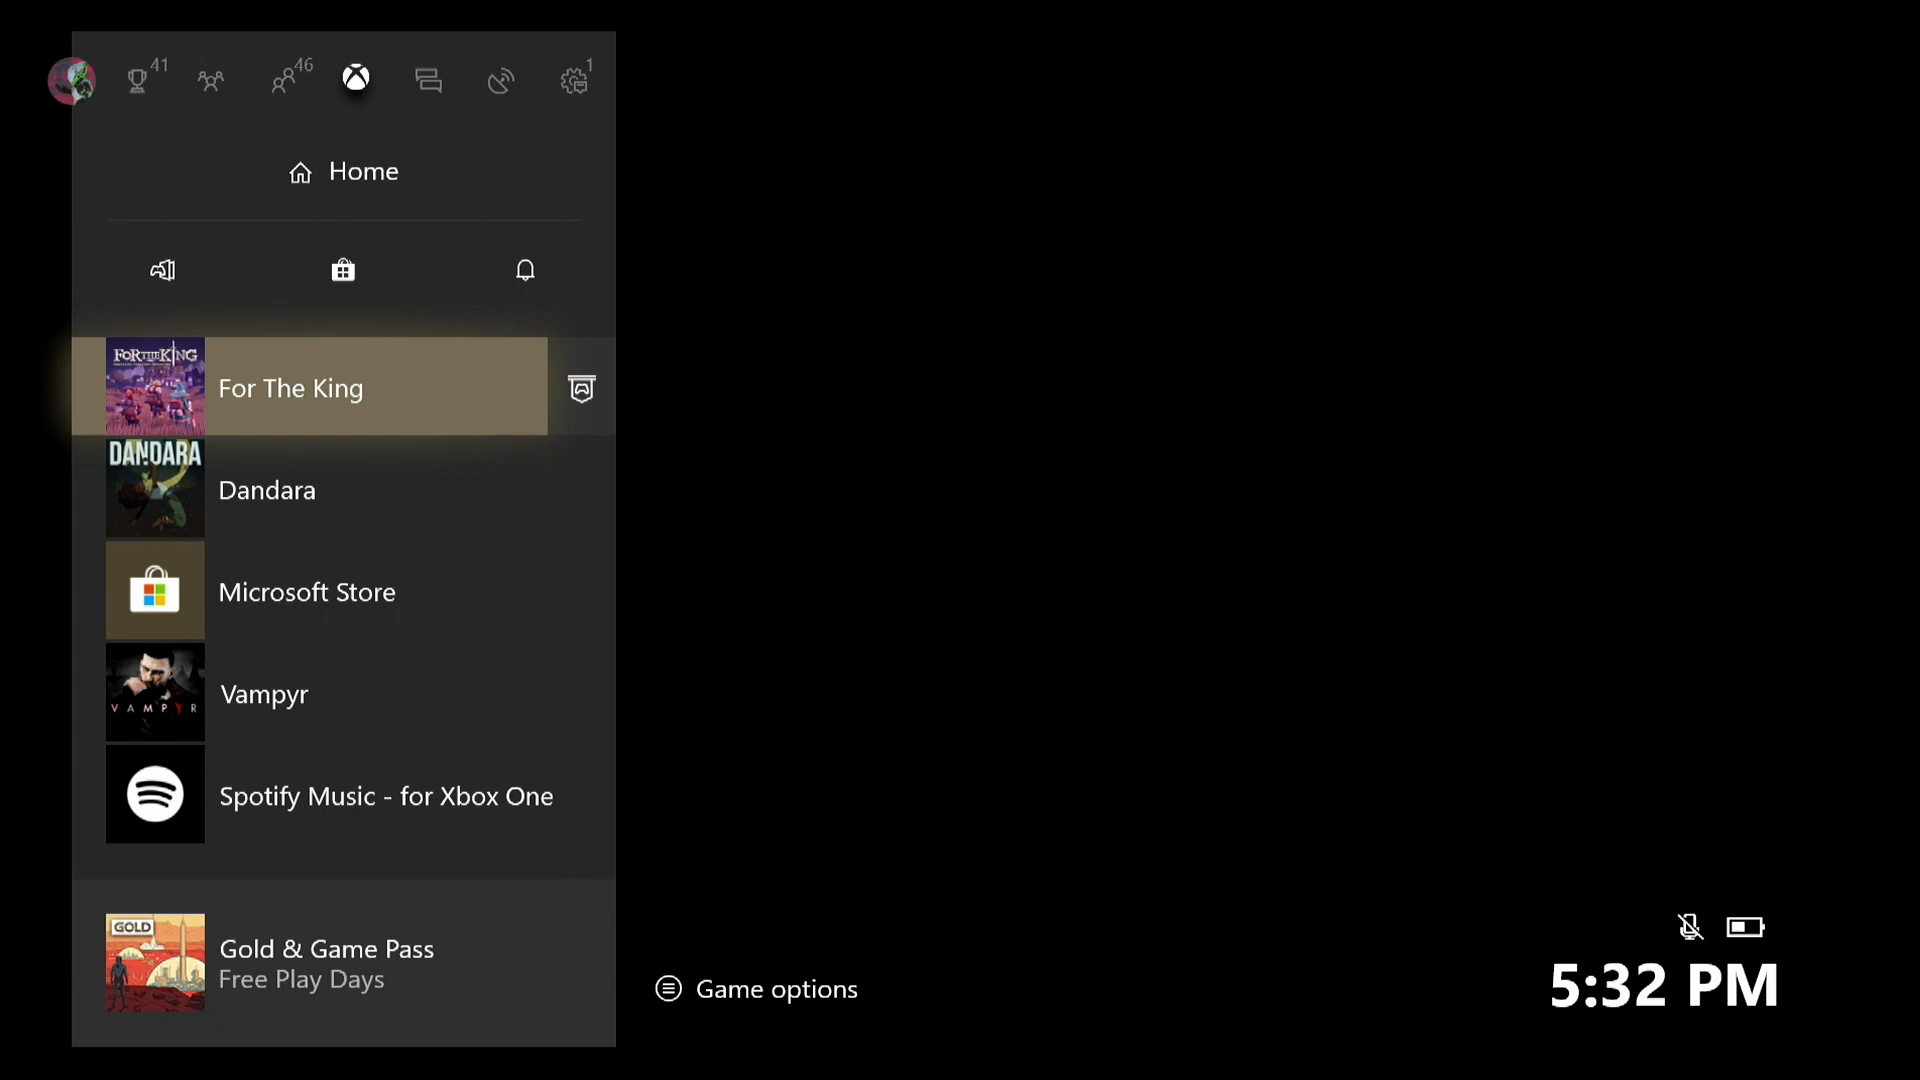 41
46
1
Home
FOR THE KING
For The King
DANDARA
Dandara
Microsoft Store
VAMPYR
Vampyr
Spotify Music - for Xbox One
GOLD
Gold & Game Pass
Free Play Days
Game options
5:32 PM